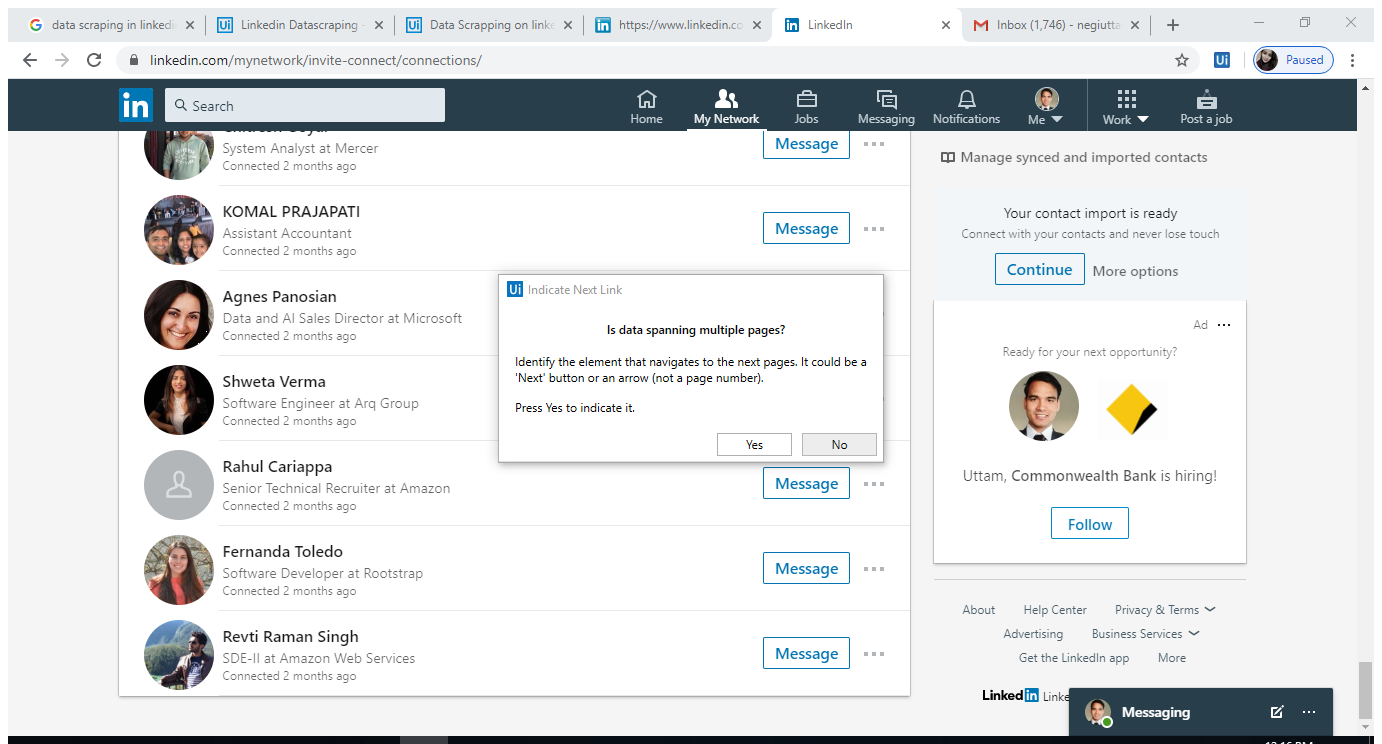 data scraping in linkedin
Linkedin Datascraping -
Data Scrapping on linke
https://www.linkedin.co
LinkedIn
Inbox (1,746) - negiutta
linkedin.com/mynetwork/invite-connect/connections/
Ui
Paused
in
Search
Home
My Network
Jobs
Messaging
Notifications
Me
Work
Post a job
System Analyst at Mercer
Connected 2 months ago
Message
KOMAL PRAJAPATI
Assistant Accountant
Connected 2 months ago
Message
Agnes Panosian
Data and AI Sales Director at Microsoft
Connected 2 months ago
Shweta Verma
Software Engineer at Arq Group
Connected 2 months ago
Rahul Cariappa
Senior Technical Recruiter at Amazon
Connected 2 months ago
Message
Fernanda Toledo
Software Developer at Rootstrap
Connected 2 months ago
Message
Revti Raman Singh
SDE-II at Amazon Web Services
Connected 2 months ago
Message
Ui Indicate Next Link
Is data spanning multiple pages?
Identify the element that navigates to the next pages. It could be a
'Next' button or an arrow (not a page number).
Press Yes to indicate it.
Yes
No
Manage synced and imported contacts
Your contact import is ready
Connect with your contacts and never lose touch
Continue
More options
Ad
Ready for your next opportunity?
Uttam, Commonwealth Bank is hiring!
Follow
About Help Center Privacy & Terms
Advertising Business Services
Get the LinkedIn app More
LinkedIn Linke
Messaging